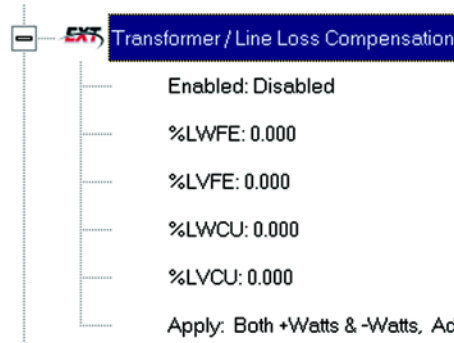 EXT Transformer / Line Loss Compensation
Enabled: Disabled
%LWFE: 0.000
%LVFE: 0.000
%LWCU: 0.000
%LVCU: 0.000
Apply: Both +Watts & -Watts,